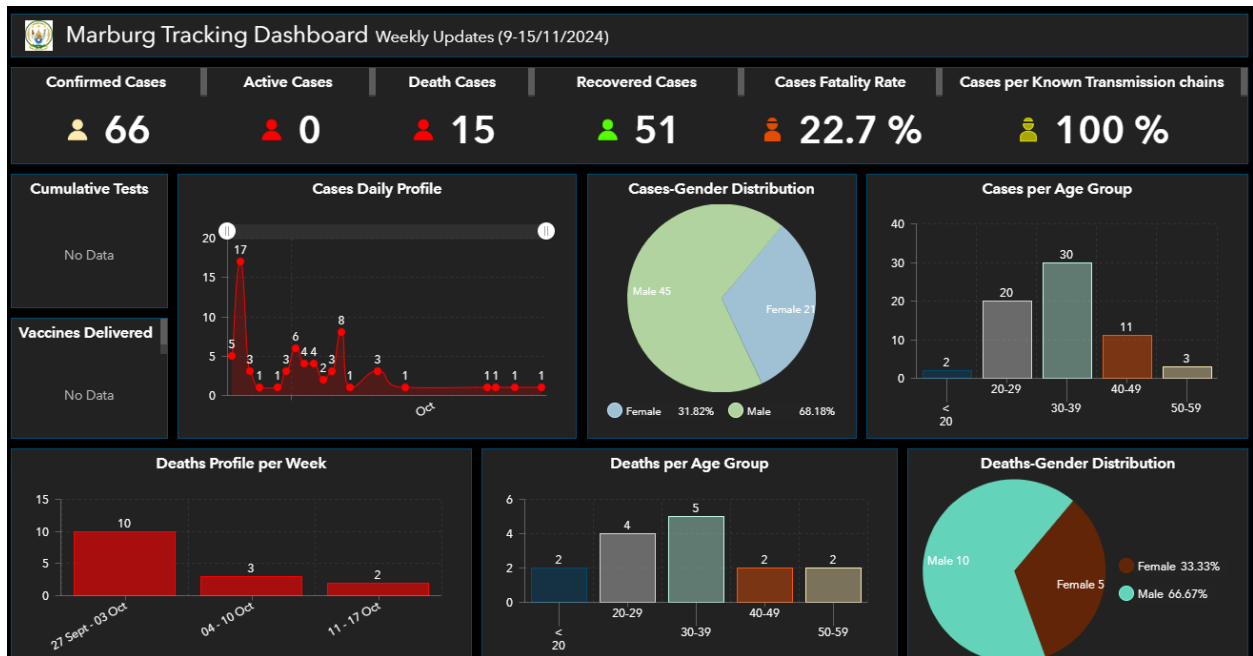 Marburg Tracking Dashboard Weekly Updates (9-15/11/2024)
Confirmed Cases
66
Active Cases
0
Death Cases
15
Recovered Cases
51
Cases Fatality Rate
22.7 %
Cases per Known Transmission chains
100 %
Cumulative Tests
No Data
Vaccines Delivered
No Data
Cases Daily Profile
20
15
10
5
0
5
17
3
1
1
3
6
4
4
2
3
8
1
3
1
1
1
1
1
Oct
Cases-Gender Distribution
Male 45
Female 21
Female 31.82%
Male 68.18%
Cases per Age Group
40
30
20
10
0
2
20
30
11
3
<
20
20-29
30-39
40-49
50-59
Deaths Profile per Week
15
10
5
0
10
3
2
27 Sept - 03 Oct
04 - 10 Oct
11 - 17 Oct
Deaths per Age Group
6
4
2
0
2
4
5
2
2
<
20
20-29
30-39
40-49
50-59
Deaths-Gender Distribution
Male 10
Female 5
Female 33.33%
Male 66.67%